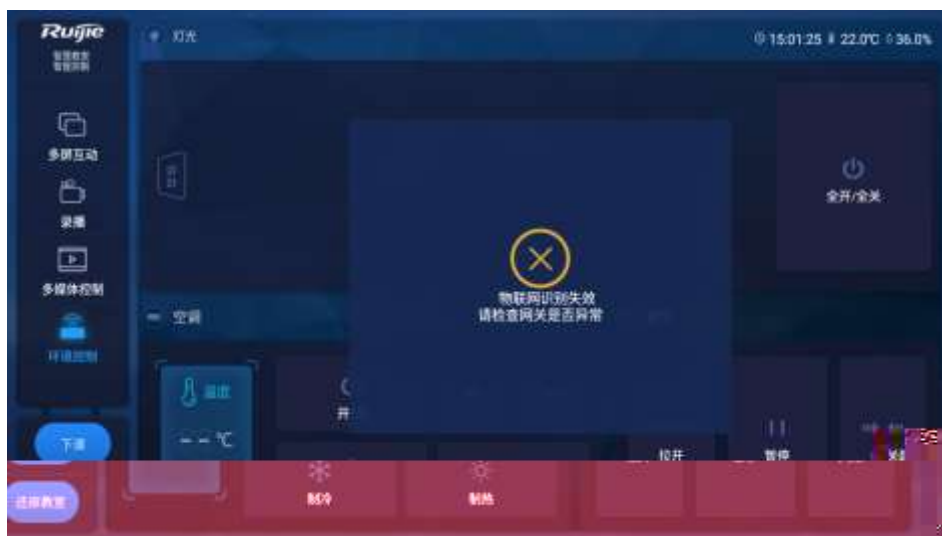 Ruijie
智慧教室
智能控制
灯光
15:01:25 22.0℃ 36.0%
多屏互动
录播
多媒体控制
环境控制
全开/全关
物联网识别失效
请检查网关是否异常
空调
温度
-- ℃
开
拉开
暂停
下课
制冷
制热